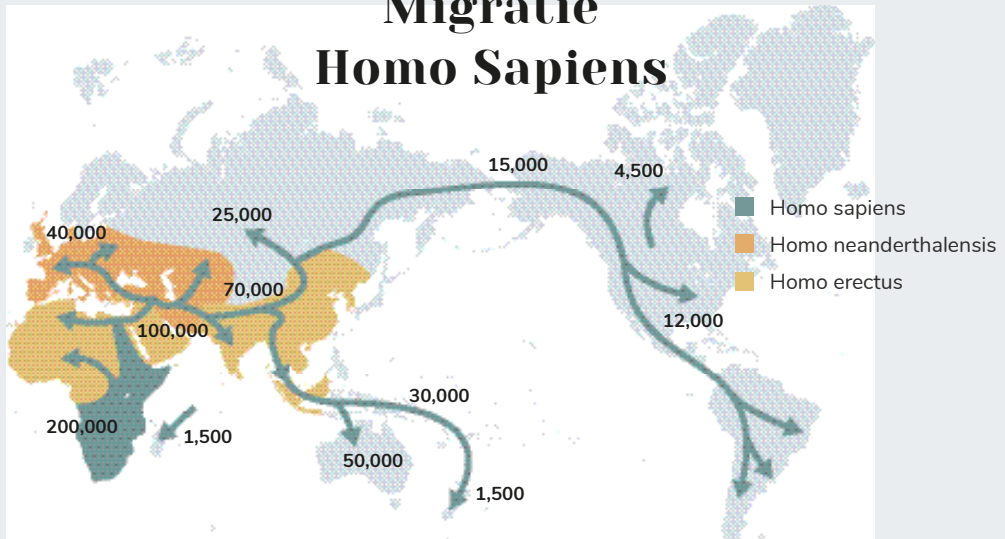 Migratie
Homo Sapiens
15,000
4,500
25,000
Homo sapiens
40,000
Homo neanderthalensis
70,000
Homo erectus
12,000
100,000
30,000
200,000
1,500
50,000
1,500